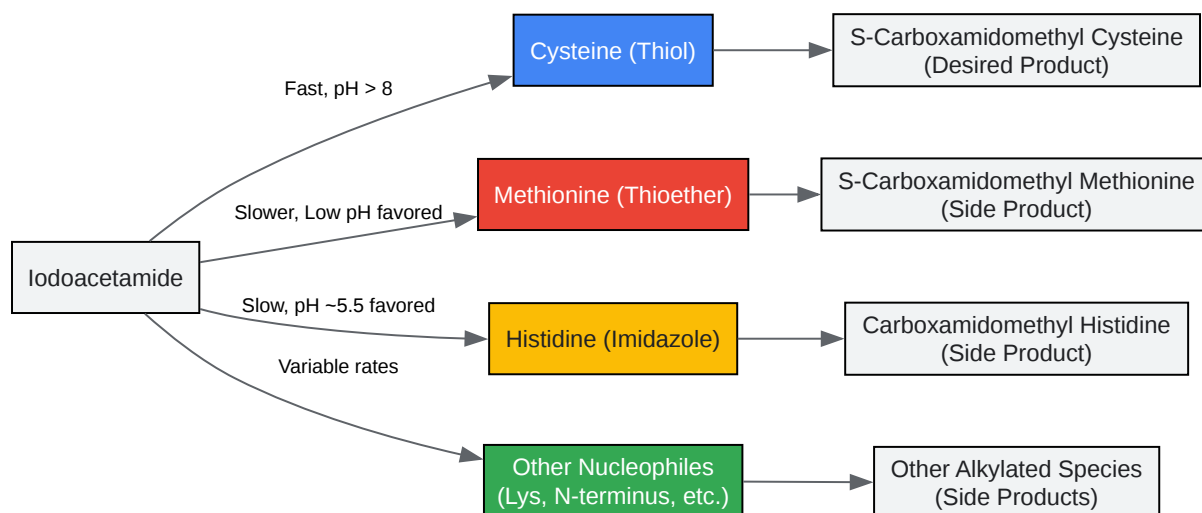 Iodoacetamide
Fast, pH > 8
Cysteine (Thiol)
S-Carboxamidomethyl Cysteine
(Desired Product)
Slower, Low pH favored
Methionine (Thioether)
S-Carboxamidomethyl Methionine
(Side Product)
Slow, pH ~5.5 favored
Histidine (Imidazole)
Carboxamidomethyl Histidine
(Side Product)
Variable rates
Other Nucleophiles
(Lys, N-terminus, etc.)
Other Alkylated Species
(Side Products)